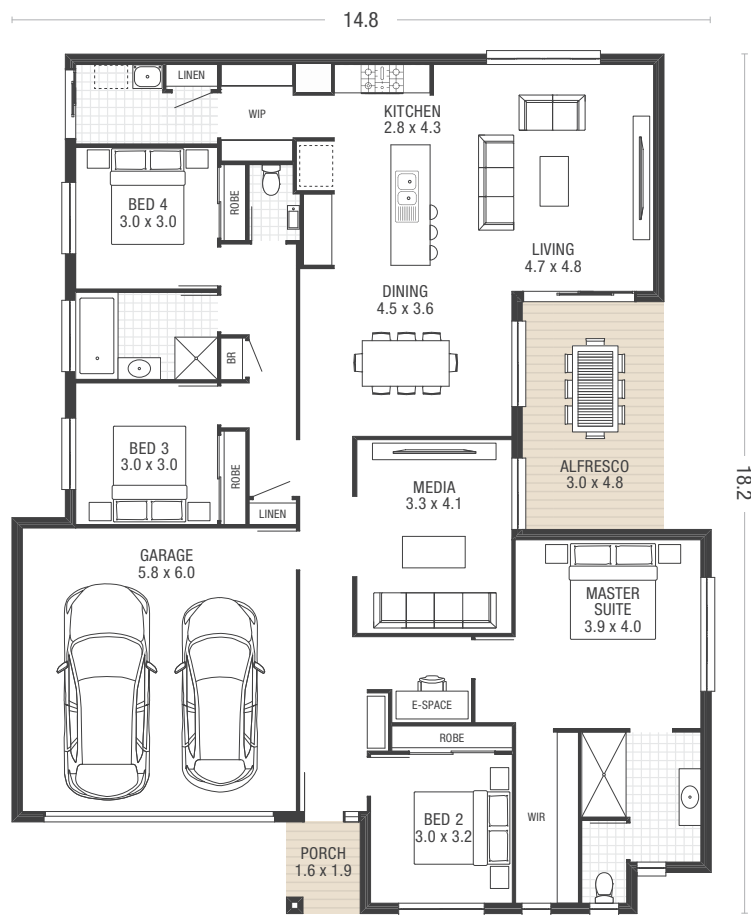 14.8
LINEN
WIP
KITCHEN
2.8 x 4.3
BED 4
3.0 x 3.0
ROBE
LIVING
4.7 x 4.8
DINING
4.5 x 3.6
BR
BED 3
3.0 x 3.0
ROBE
LINEN
MEDIA
3.3 x 4.1
ALFRESCO
3.0 x 4.8
18.2
GARAGE
5.8 x 6.0
MASTER
SUITE
3.9 x 4.0
E-SPACE
ROBE
BED 2
3.0 x 3.2
WIR
PORCH
1.6 x 1.9